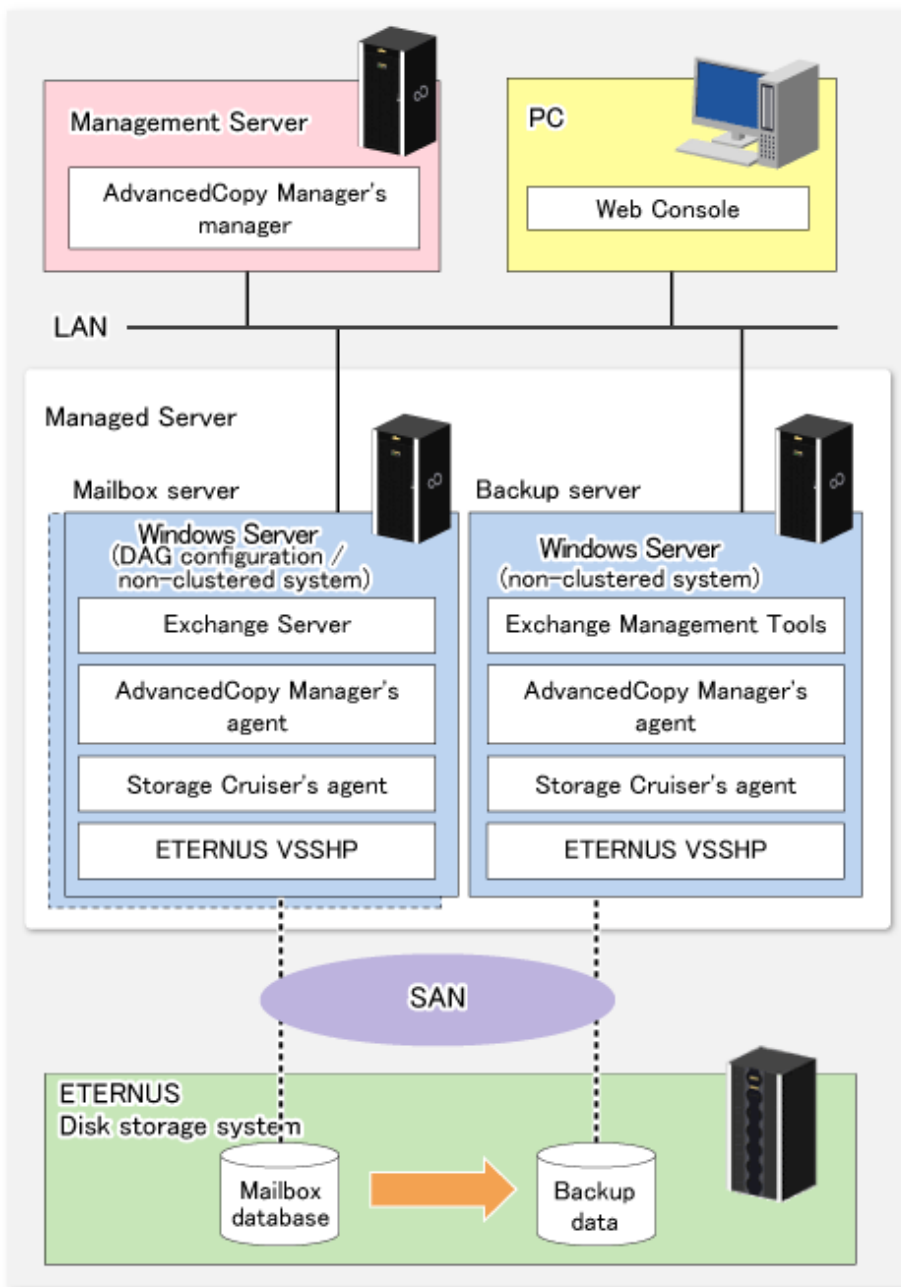 Management Server
AdvancedCopy Manager's
manager
PC
Web Console
LAN
Managed Server
Mailbox server
Windows Server
(DAG configuration /
non-clustered system)
Exchange Server
AdvancedCopy Manager's
agent
Storage Cruiser's agent
ETERNUS VSSHP
Backup server
Windows Server
(non-clustered system)
Exchange Management Tools
AdvancedCopy Manager's
agent
Storage Cruiser's agent
ETERNUS VSSHP
SAN
ETERNUS
Disk storage system
Mailbox
database
Backup
data